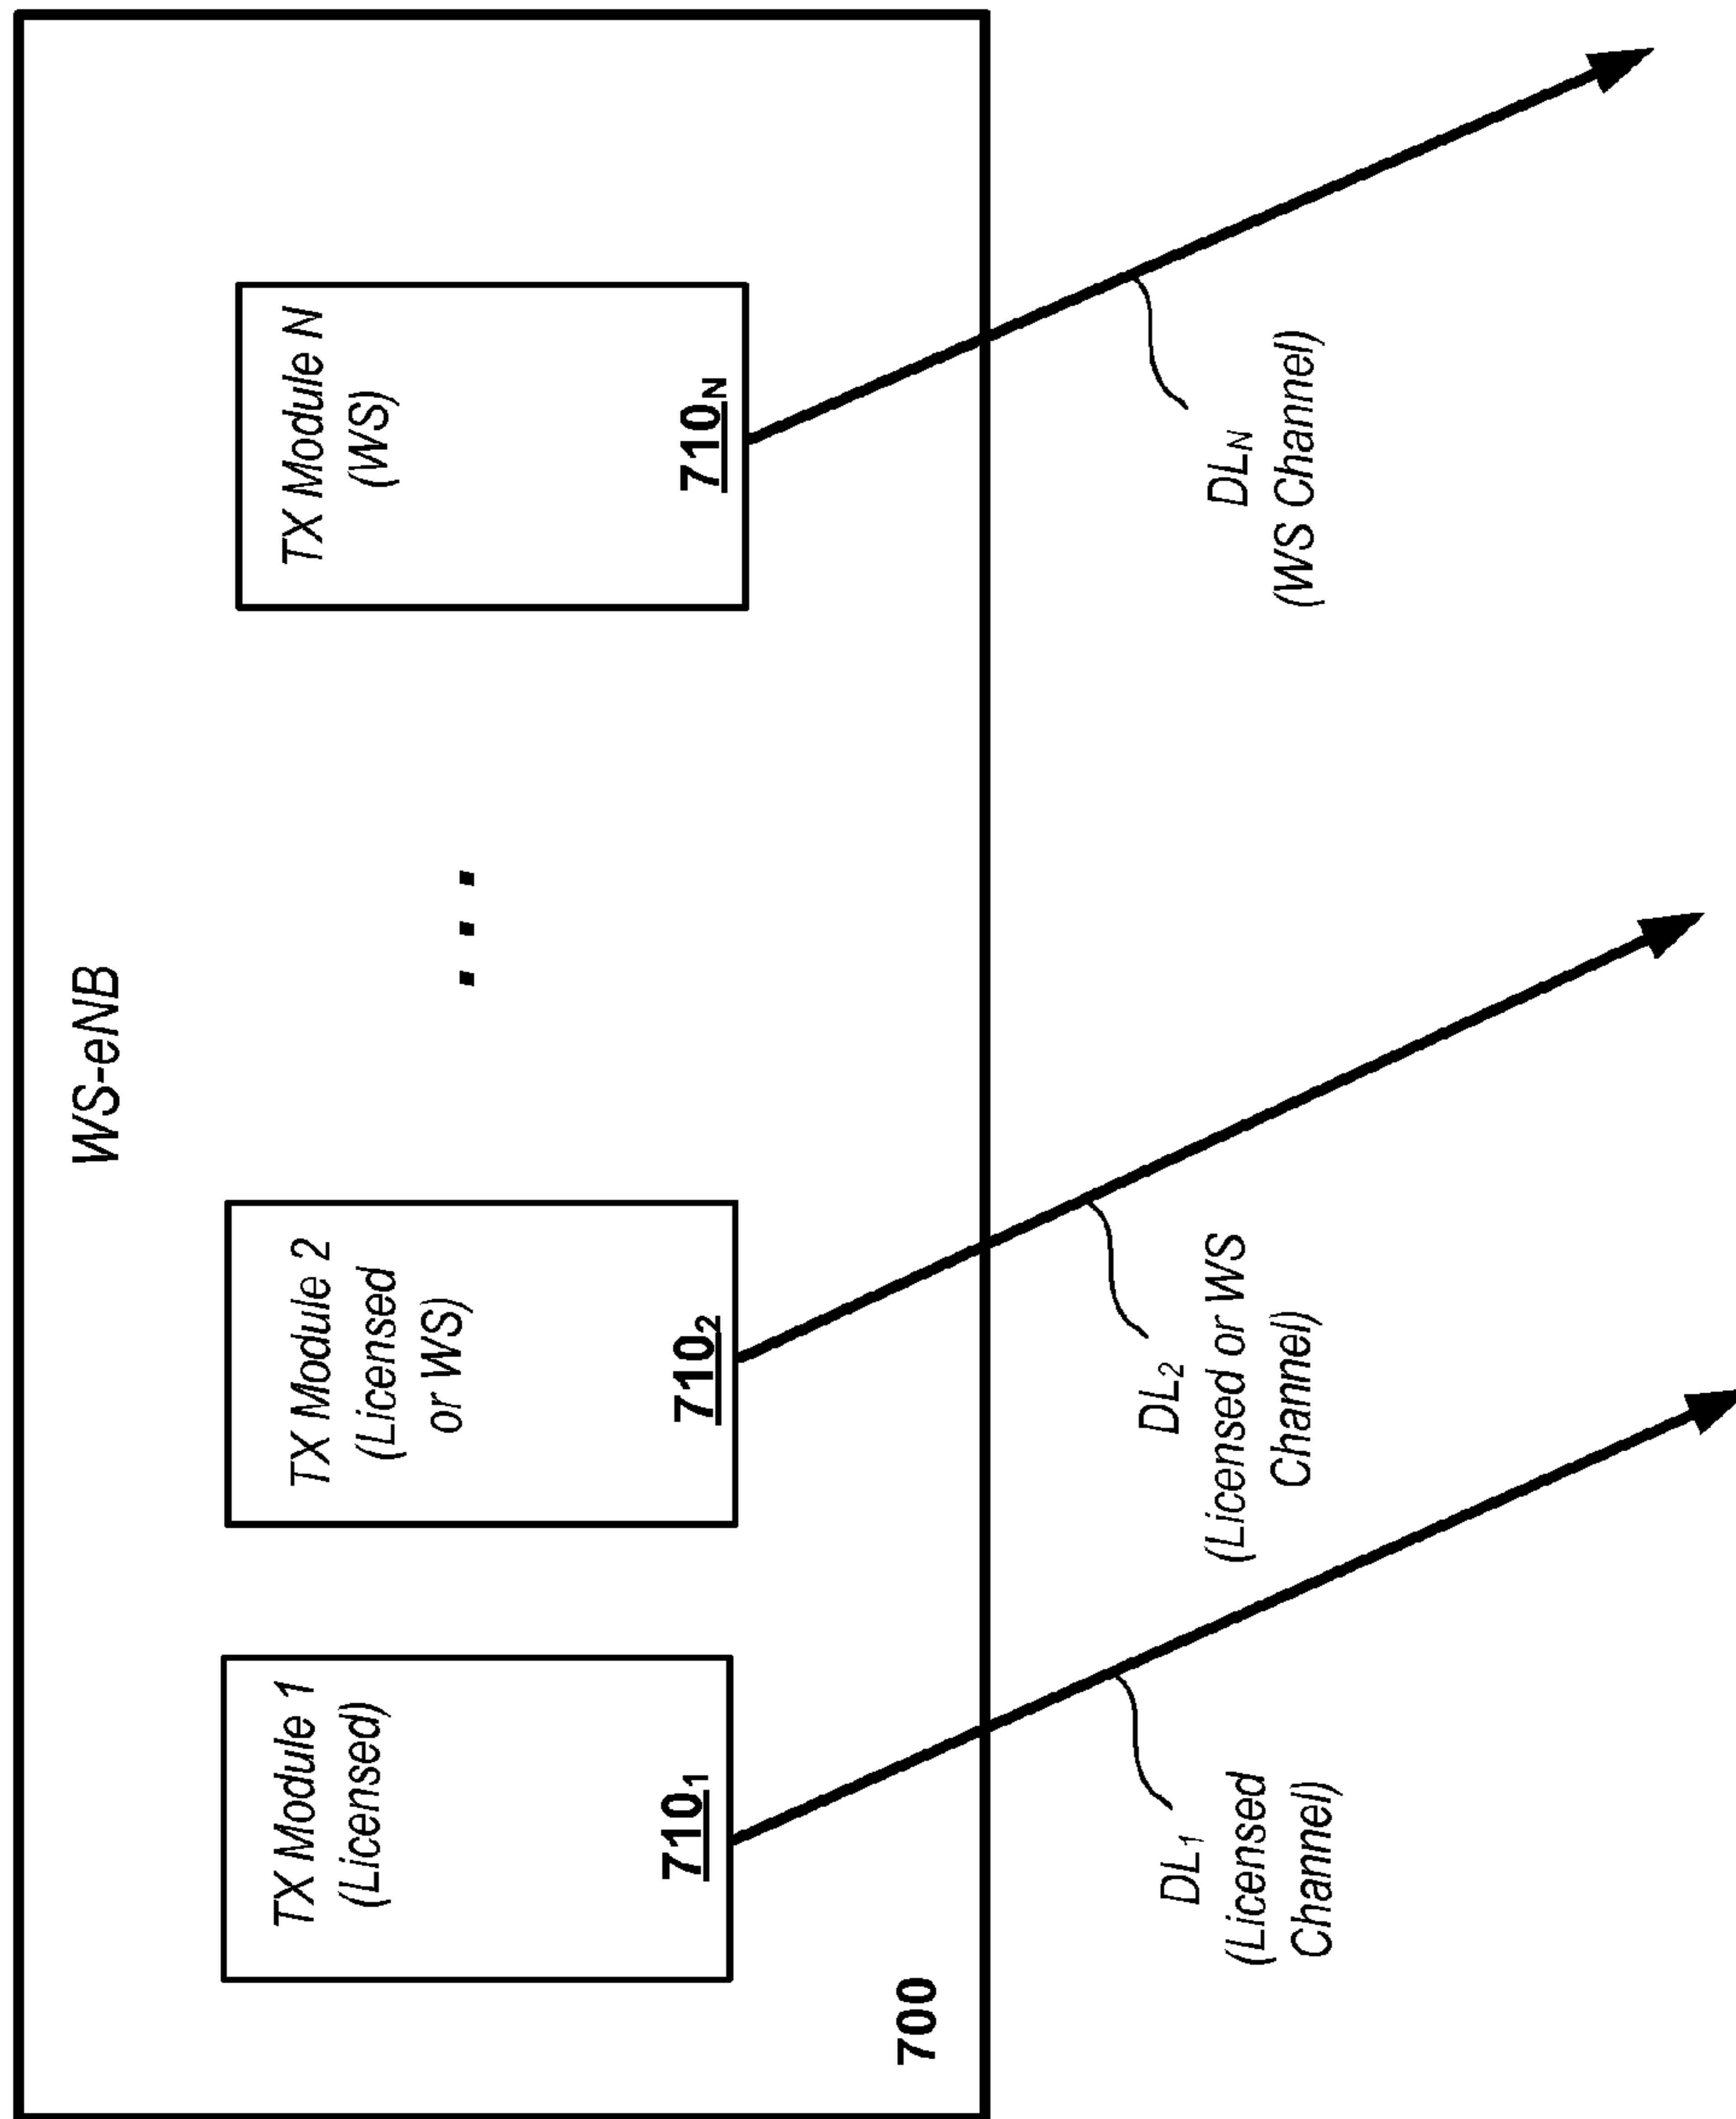 WS-eNB
TX Module 1
(Licensed)
710₁
TX Module 2
(Licensed
or WS)
710₂
. . .
TX Module N
(WS)
710N
700
DL₁
(Licensed
Channel)
DL₂
(Licensed or WS
Channel)
DLN
(WS Channel)